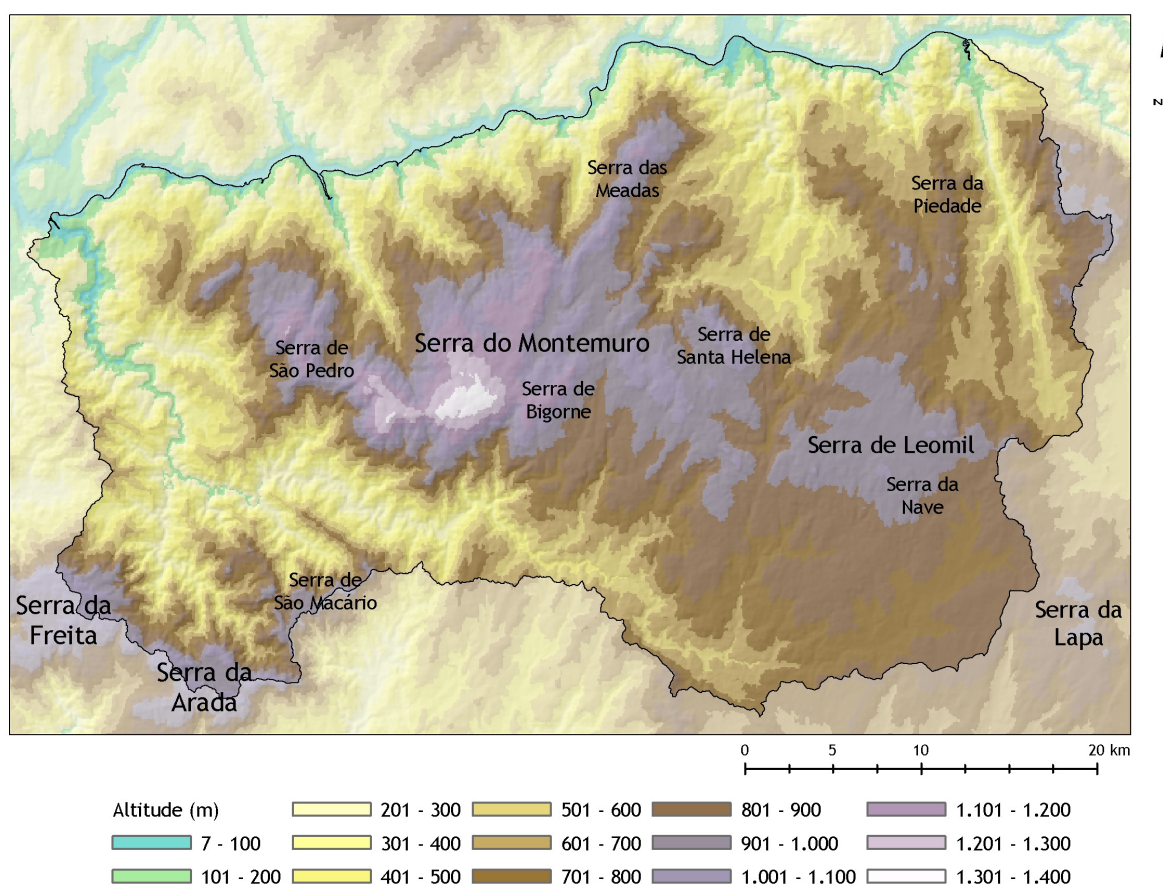 Serra das
Meadas
Serra da
Piedade
Serra do Montemuro
Serra de
São Pedro
Serra de
Santa Helena
Serra de
Bigorne
Serra de Leomil
Serra da
Nave
Serra de
São Macário
Serra da
Freita
Serra da
Lapa
Serra da
Arada
0 5 10 20 km
Altitude (m)
7 - 100
101 - 200
201 - 300
301 - 400
401 - 500
501 - 600
601 - 700
701 - 800
801 - 900
901 - 1.000
1.001 - 1.100
1.101 - 1.200
1.201 - 1.300
1.301 - 1.400